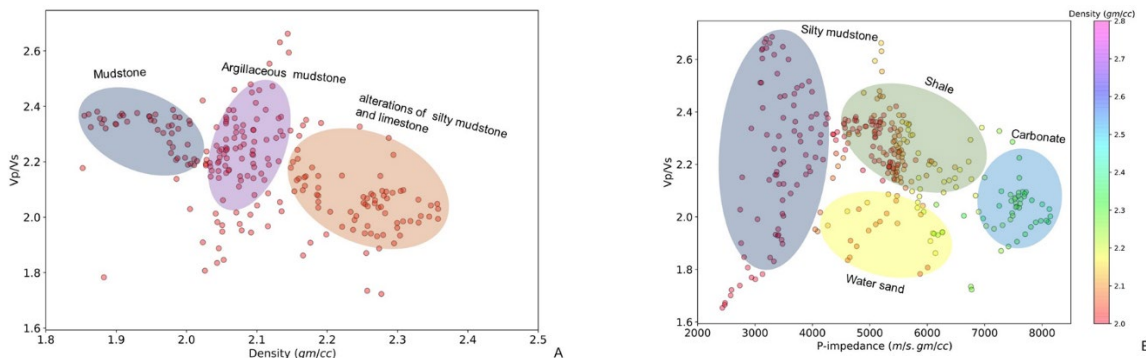 2.6
2.4
2.2
2.0
1.8
1.6
Vp/Vs
Mudstone
Argillaceous mudstone
alterations of silty mudstone
and limestone
1.9 2.0 2.1 2.2 2.3 2.4 2.5
Density (gm/cc)
A
2.6
2.4
2.2
2.0
1.8
1.6
Vp/Vs
Silty mudstone
Shale
Carbonate
Water sand
2000 3000 4000 5000 6000 7000 8000
P-impedance (m/s. gm/cc)
Density (gm/cc)
2.8
2.7
2.6
2.5
2.4
2.3
2.2
2.1
2.0